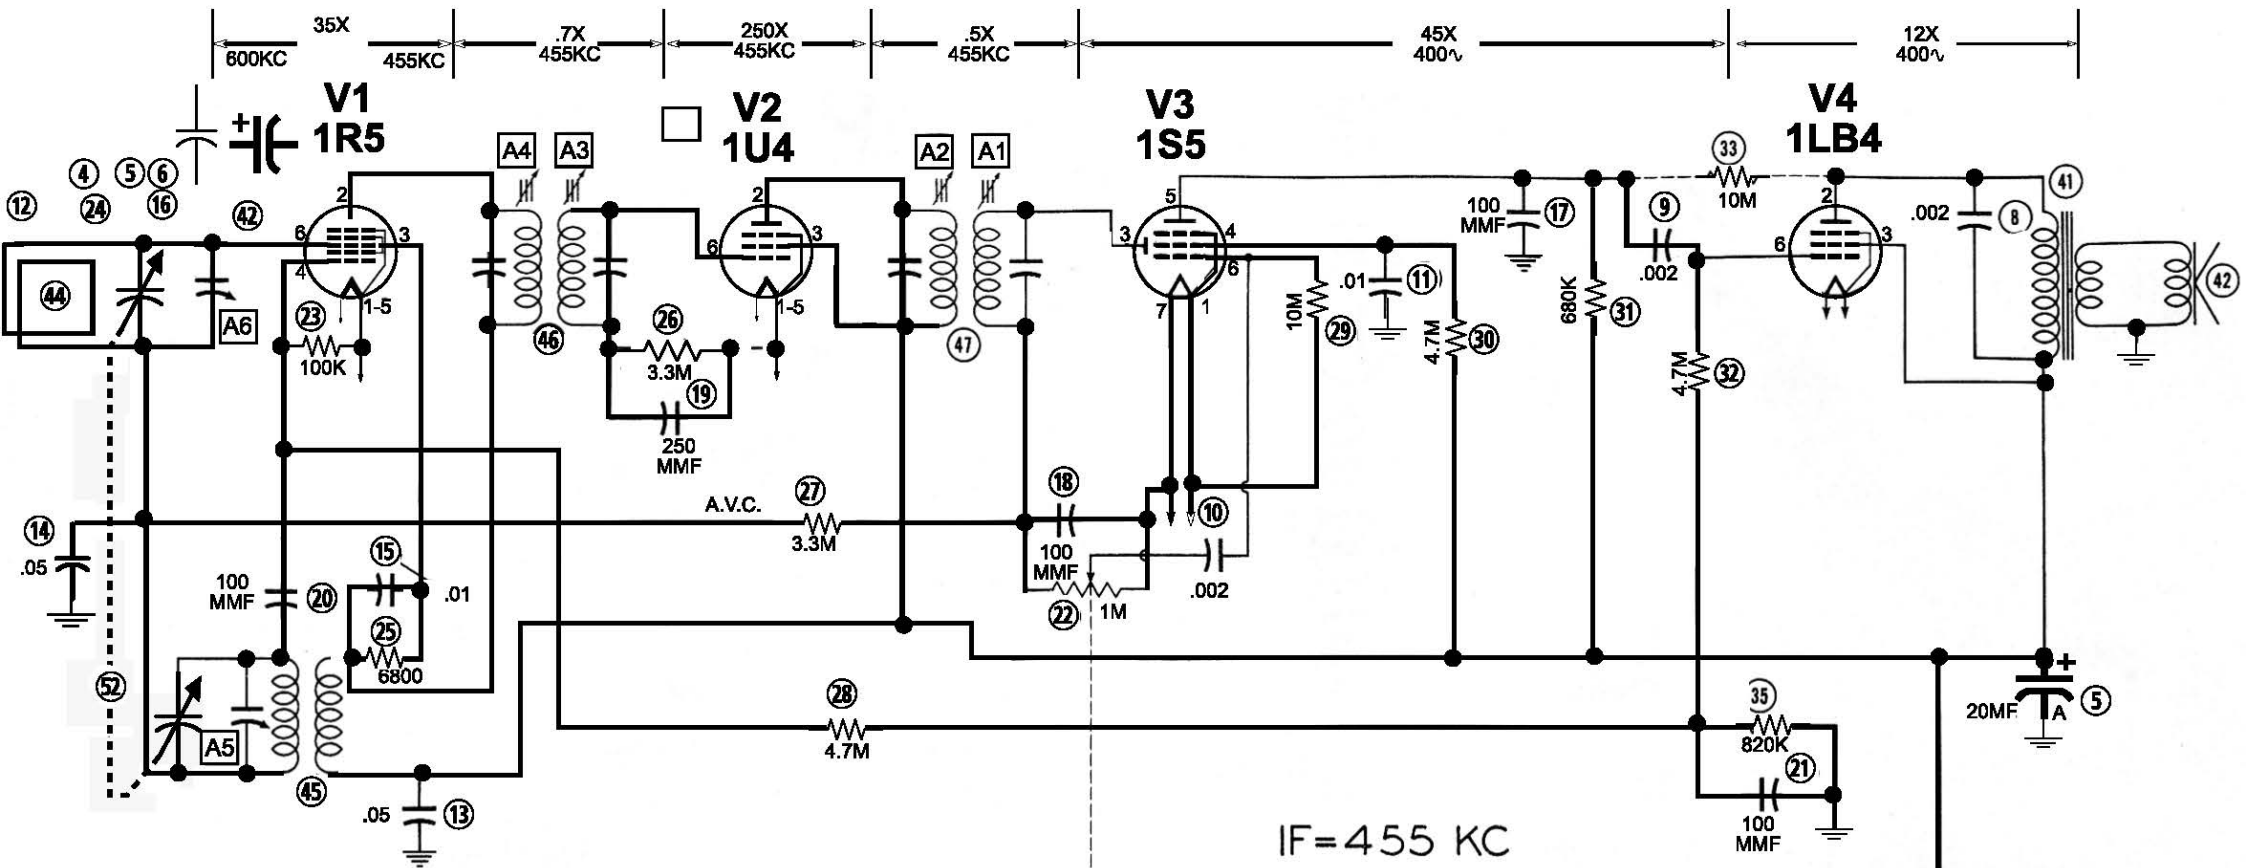 35X
.7X
250X
.5X
45X
12X
600KC
455KC
455KC
455KC
455KC
400∿
400∿
V1
1R5
V2
1U4
V3
1S5
V4
1LB4
+
A4
A3
A2
A1
33
10M
4
5
6
12
24
16
42
2
6
3
4
1-5
2
6
3
1-5
5
3
4
6
7
1
100
MMF
17
9
.002
2
6
3
.002
8
41
42
44
A6
23
100K
46
26
3.3M
19
250
MMF
47
10M
29
.01
11
4.7M
30
680K
31
4.7M
32
14
.05
A.V.C.
27
3.3M
18
100
MMF
10
.002
22
1M
15
.01
100
MMF
20
25
6800
52
A5
45
28
4.7M
35
820K
21
100
MMF
+
20MF
A
5
.05
13
IF=455 KC